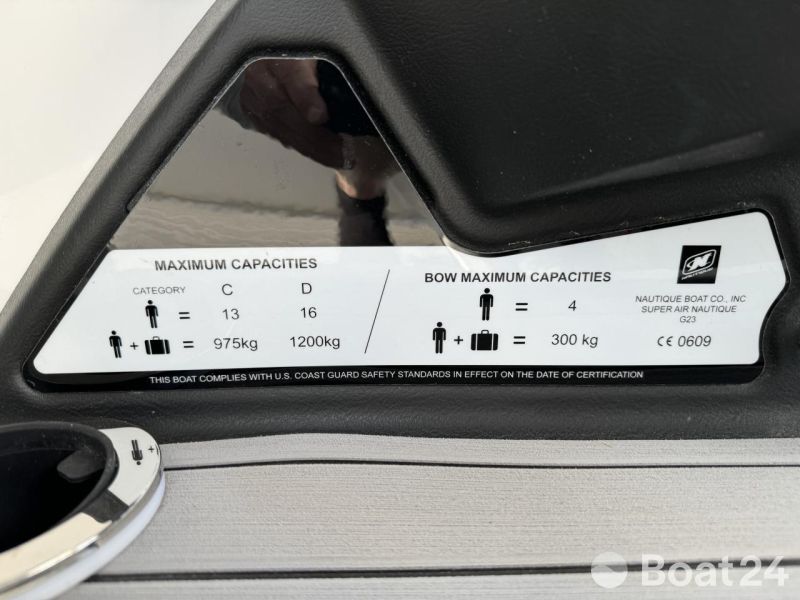 MAXIMUM CAPACITIES
CATEGORY C D
= 13 16
+ = 975kg 1200kg
BOW MAXIMUM CAPACITIES
= 4
+ = 300 kg
NAUTIQUE
NAUTIQUE BOAT CO., INC
SUPER AIR NAUTIQUE
G23
CE 0609
THIS BOAT COMPLIES WITH U.S. COAST GUARD SAFETY STANDARDS IN EFFECT ON THE DATE OF CERTIFICATION
Boat24